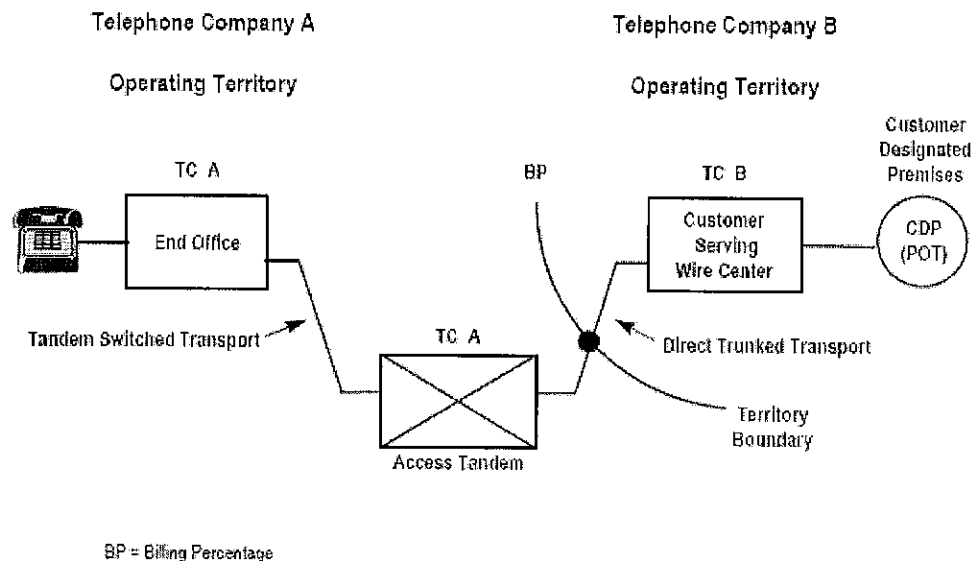 Telephone Company A
Operating Territory
Telephone Company B
Operating Territory
Customer
Designated
Premises
TC A
BP
TC B
End Office
Customer
Serving
Wire Center
CDP
(POT)
Tandem Switched Transport
TC A
Direct Trunked Transport
Territory
Boundary
Access Tandem
BP = Billing Percentage